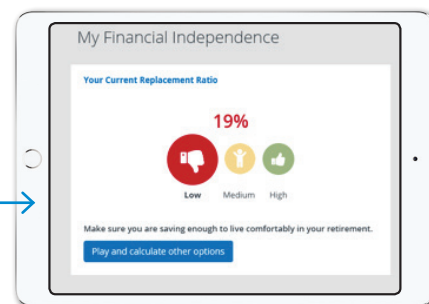 My Financial Independence
Your Current Replacement Ratio
19%
Low Medium High
Make sure you are saving enough to live comfortably in your retirement.
Play and calculate other options